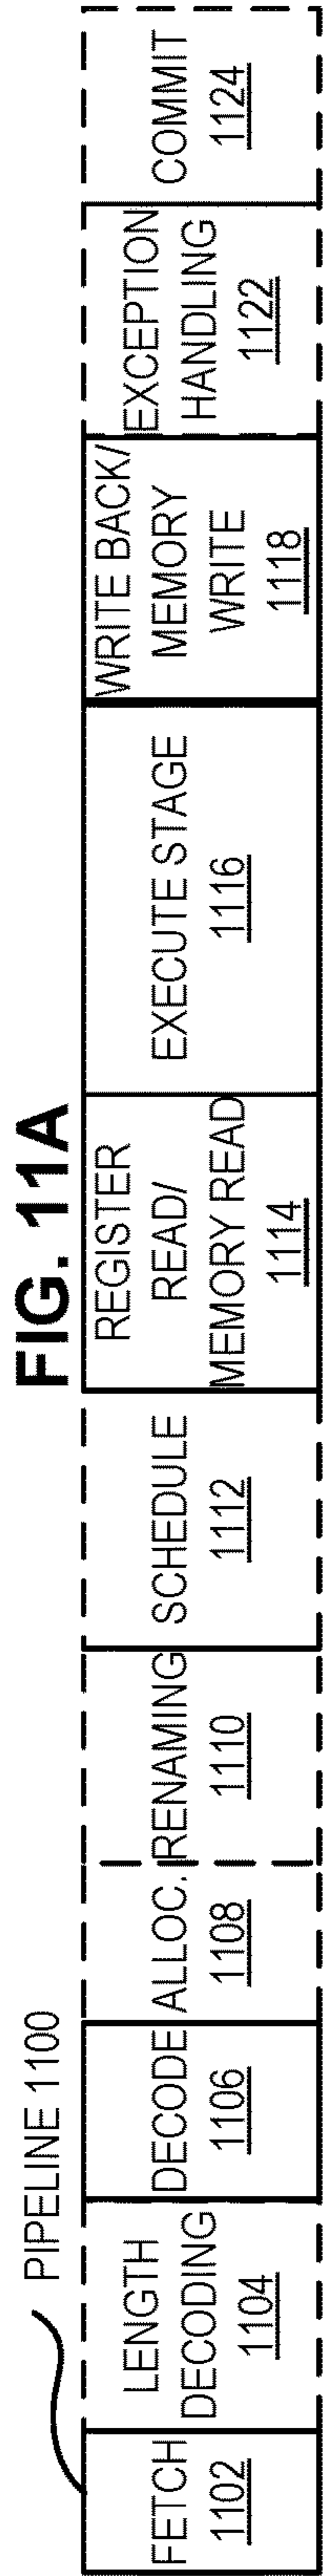 FIG. 11A
PIPELINE 1100
FETCH
1102
LENGTH
DECODING
1104
DECODE
1106
ALLOC.
1108
RENAMING
1110
SCHEDULE
1112
REGISTER
READ/
MEMORY READ
1114
EXECUTE STAGE
1116
WRITE BACK/
MEMORY
WRITE
1118
EXCEPTION
HANDLING
1122
COMMIT
1124